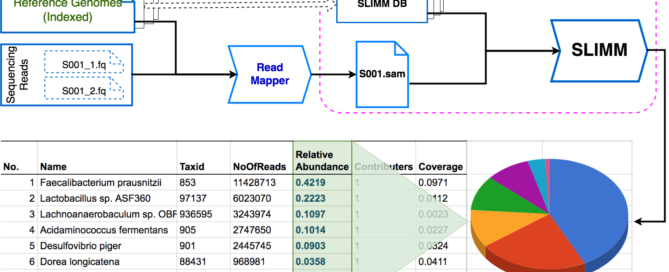 Reference Genomes
(Indexed)
SLIMM DB
Sequencing
Reads
S001_1.fq
S001_2.fq
Read
Mapper
S001.sam
SLIMM
No. Name Taxid NoOfReads Relative Abundance Contributers Coverage
1 Faecalibacterium prausnitzii 853 11428713 0.4219 1 0.0971
2 Lactobacillus sp. ASF360 97137 6023070 0.2223 1 0.0112
3 Lachnoanaerobaculum sp. OBF 936595 3243974 0.1097 1 0.0023
4 Acidaminococcus fermentans 905 2747650 0.1014 1 0.0227
5 Desulfovibrio piger 901 2445745 0.0903 1 0.0324
6 Dorea longicatena 88431 968981 0.0358 1 0.0411